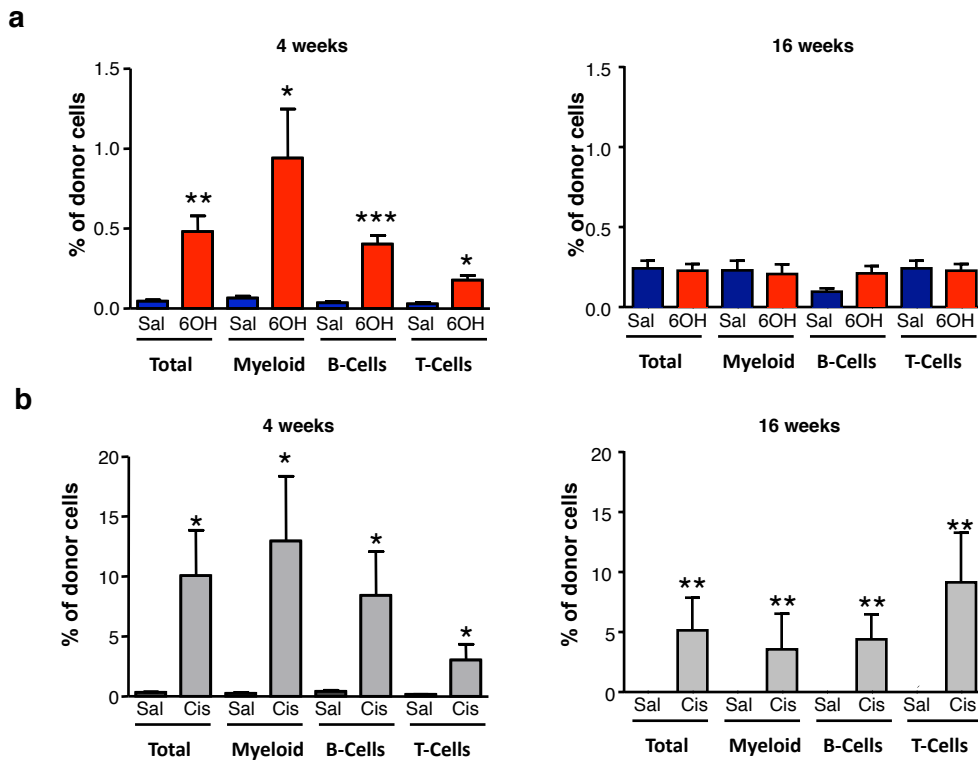 a
4 weeks
16 weeks
% of donor cells
1.5
1.0
0.5
0.0
**
*
***
*
Sal 6OH Sal 6OH Sal 6OH Sal 6OH
Total Myeloid B-Cells T-Cells
% of donor cells
1.5
1.0
0.5
0.0
Sal 6OH Sal 6OH Sal 6OH Sal 6OH
Total Myeloid B-Cells T-Cells
b
4 weeks
16 weeks
% of donor cells
20
15
10
5
0
*
*
*
*
Sal Cis Sal Cis Sal Cis Sal Cis
Total Myeloid B-Cells T-Cells
% of donor cells
20
15
10
5
0
**
**
**
**
Sal Cis Sal Cis Sal Cis Sal Cis
Total Myeloid B-Cells T-Cells